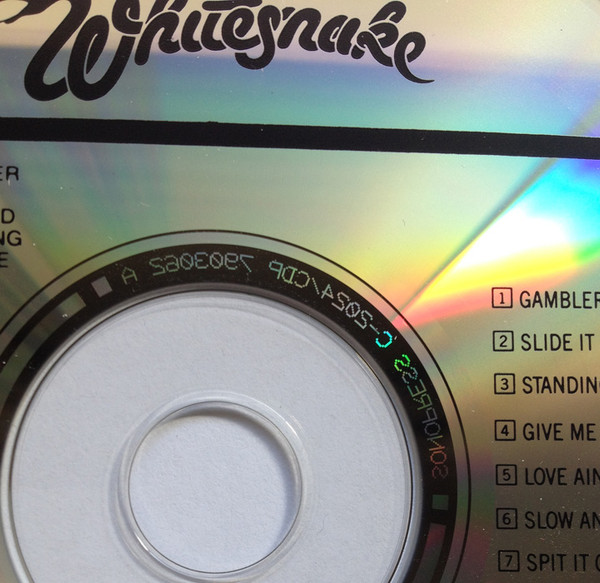 Whitesnake
ER
D
NG
E
SONOPRESS C-2024/CDP 7903062 A
1 GAMBLER
2 SLIDE IT
3 STANDING
4 GIVE ME
5 LOVE AIN
6 SLOW AN
7 SPIT IT